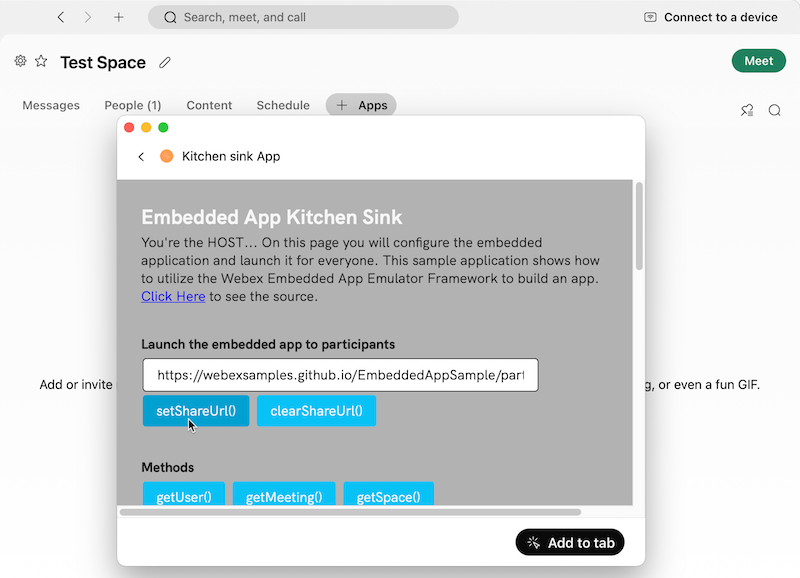 Search, meet, and call
Connect to a device
Test Space
Meet
Messages People (1) Content Schedule + Apps
Kitchen sink App
Embedded App Kitchen Sink
You're the HOST... On this page you will configure the embedded
application and launch it for everyone. This sample application shows how
to utilize the Webex Embedded App Emulator Framework to build an app.
Click Here to see the source.
Launch the embedded app to participants
Add or invite
https://webexsamples.github.io/EmbeddedAppSample/part
g, or even a fun GIF.
setShareUrl() clearShareUrl()
Methods
getUser() getMeeting() getSpace()
Add to tab